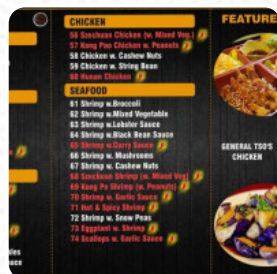 CHICKEN
56 Szechuan Chicken (w. Mixed Veg.)
57 Kung Pao Chicken w. Peanuts
58 Chicken w. Cashew Nuts
59 Chicken w. String Bean
60 Hunan Chicken
SEAFOOD
61 Shrimp w.Broccoli
62 Shrimp w.Mixed Vegetable
63 Shrimp w.Lobster Sauce
64 Shrimp w.Black Bean Sauce
65 Shrimp w.Curry Sauce
66 Shrimp w. Mushrooms
67 Shrimp w. Cashew Nuts
68 Szechuan Shrimp (w. Mixed Veg)
69 Kung Po Shrimp (w. Peanuts)
70 Shrimp w. Garlic Sauce
71 Hot & Spicy Shrimp
72 Shrimp w. Snow Peas
73 Eggplant w. Shrimp
74 Scallops w. Garlic Sauce
FEATURE
GENERAL TSO'S
CHICKEN